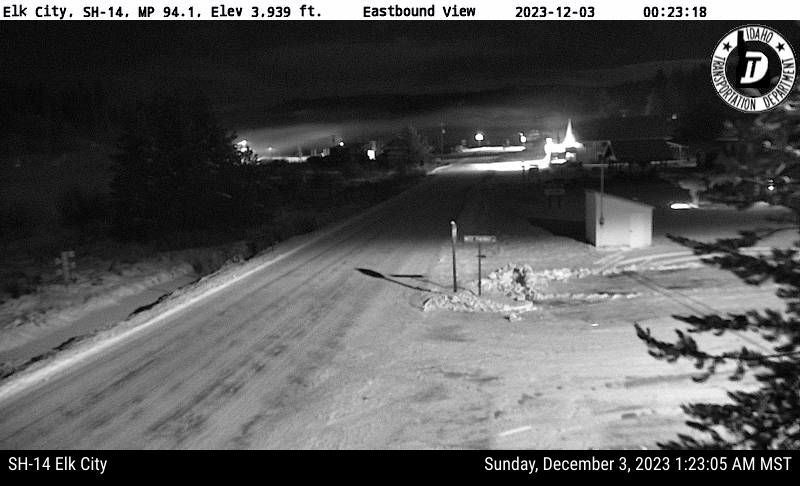 Elk City, SH-14, MP 94.1, Elev 3,939 ft. Eastbound View 2023-12-03 00:23:18
IDAHO
TRANSPORTATION DEPARTMENT
SH-14 Elk City Sunday, December 3, 2023 1:23:05 AM MST